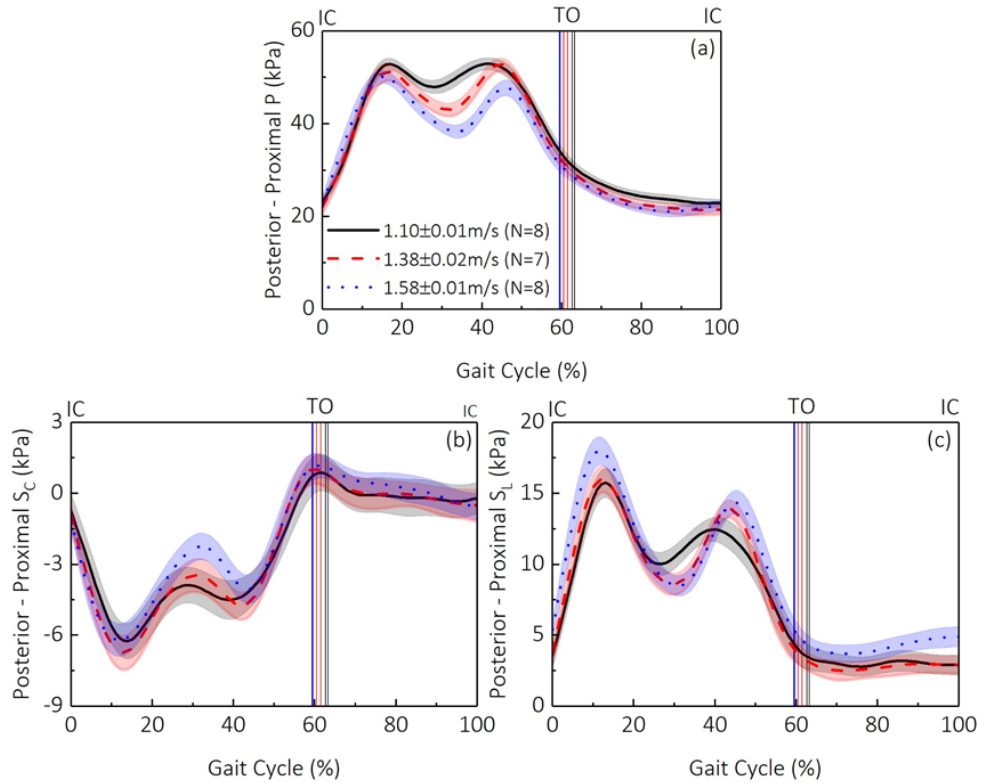 IC TO IC
60
(a)
40
20
0
Posterior - Proximal P (kPa)
1.10±0.01m/s (N=8)
1.38±0.02m/s (N=7)
1.58±0.01m/s (N=8)
0 20 40 60 80 100
Gait Cycle (%)
IC TO IC
3
(b)
0
-3
-6
-9
Posterior - Proximal S_C (kPa)
0 20 40 60 80 100
Gait Cycle (%)
IC TO IC
20
(c)
15
10
5
0
Posterior - Proximal S_L (kPa)
0 20 40 60 80 100
Gait Cycle (%)